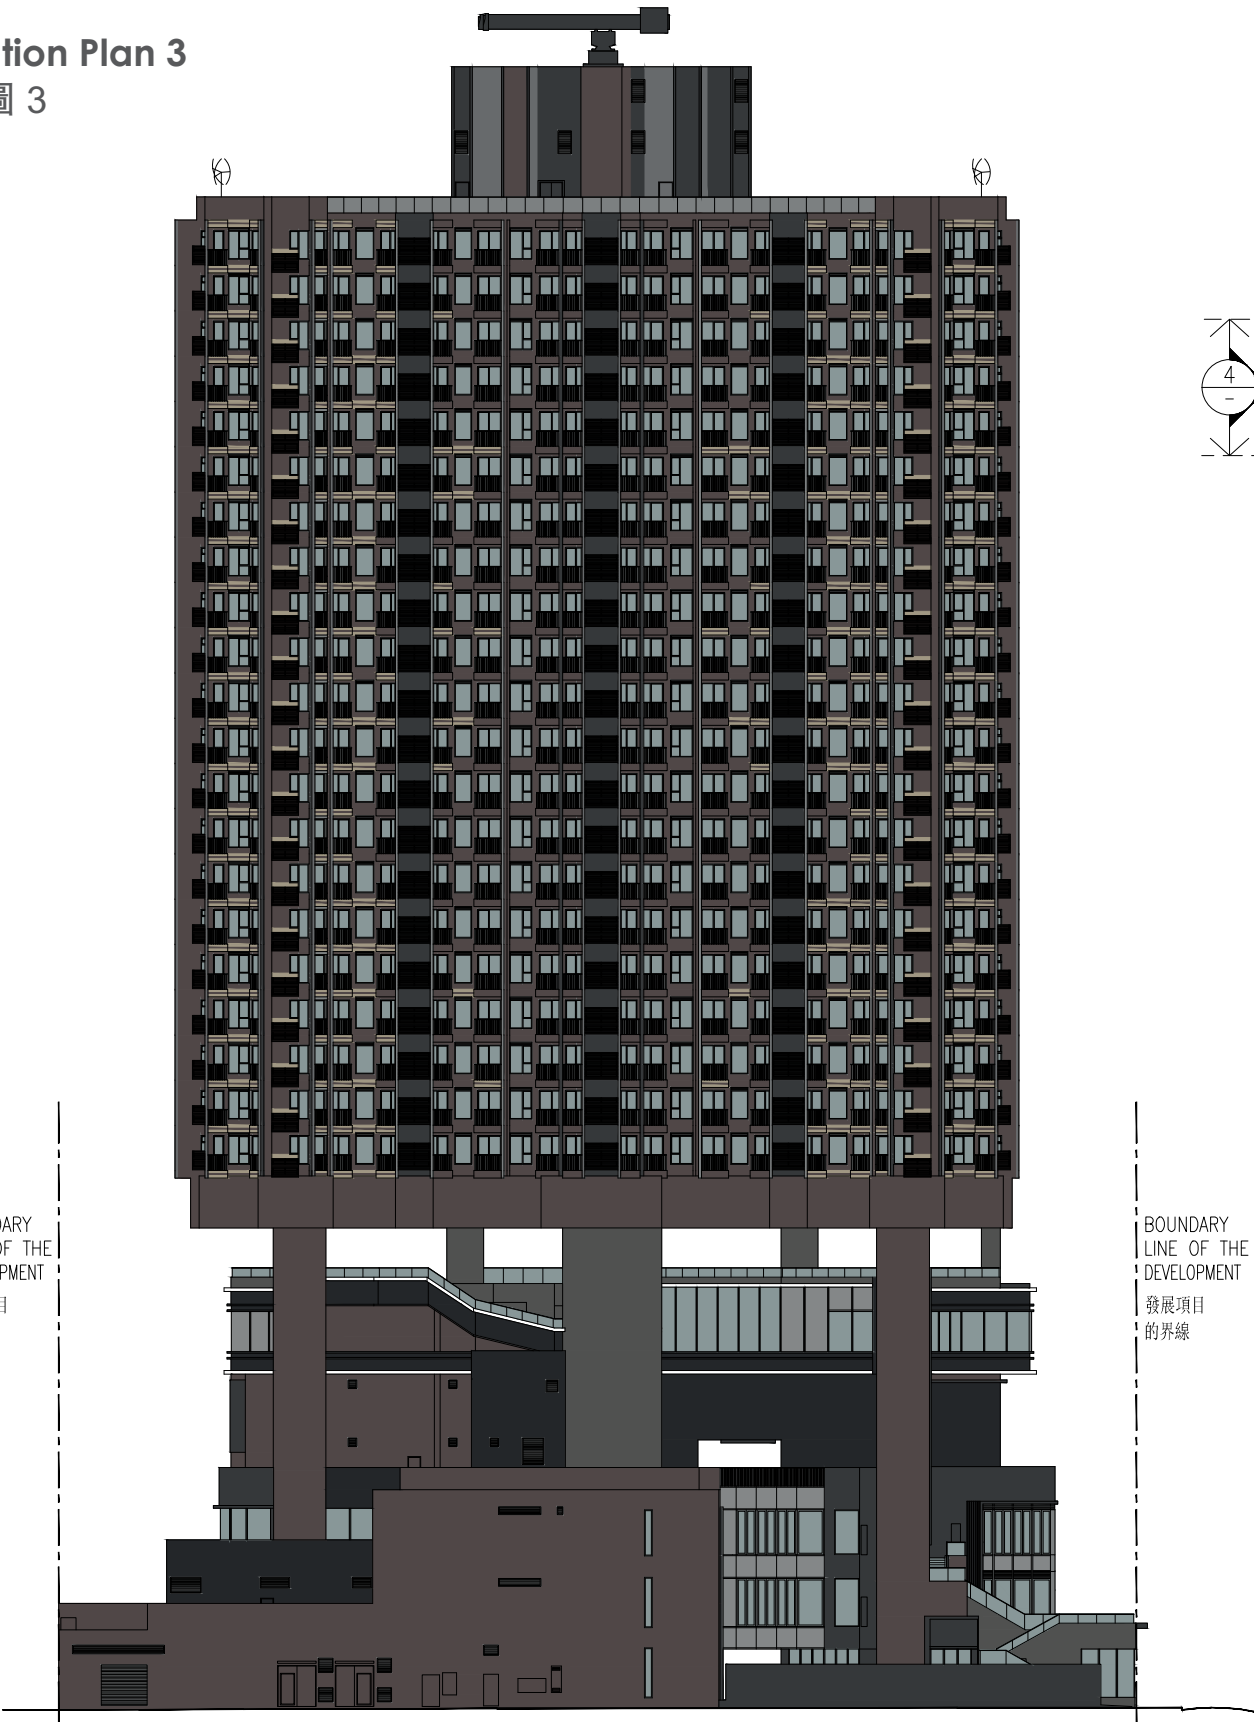 tion Plan 3
圖 3
4
–
DARY
OF THE
PMENT
目
BOUNDARY
LINE OF THE
DEVELOPMENT
發展項目
的界線